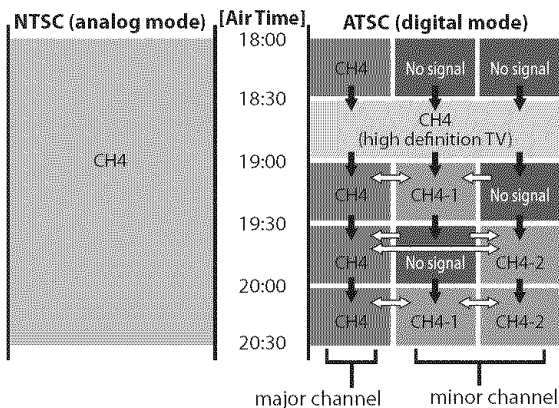 NTSC (analog mode) [Air Time] ATSC (digital mode)
18:00
CH4 No signal No signal
18:30
CH4
(high definition TV)
CH4
19:00
CH4 CH4-1 No signal
19:30
CH4 No signal CH4-2
20:00
CH4 CH4-1 CH4-2
20:30
major channel minor channel